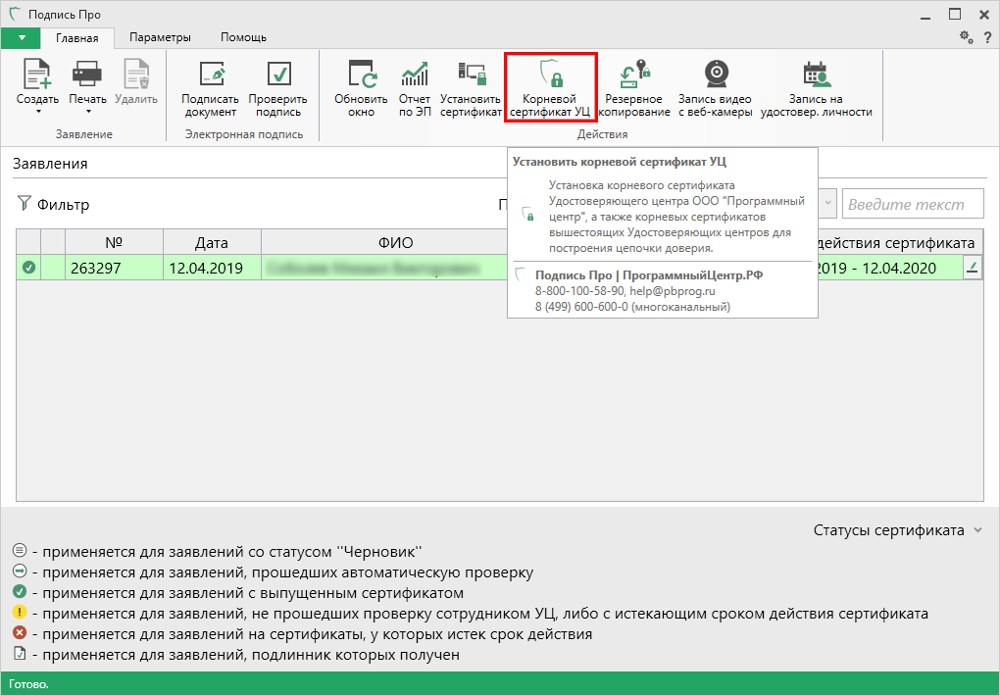 Подпись Про
Главная Параметры Помощь
Создать Печать Удалить
Заявление
Подписать документ
Проверить подпись
Электронная подпись
Обновить окно
Отчет по ЭП
Установить сертификат
Корневой сертификат УЦ
Резервное копирование
Запись видео с веб-камеры
Запись на удостовер. личности
Действия
Заявления
Установить корневой сертификат УЦ
Установка корневого сертификата
Удостоверяющего центра ООО "Программный
центр", а также корневых сертификатов
вышестоящих Удостоверяющих центров для
построения цепочки доверия.
Подпись Про | ПрограммныйЦентр.РФ
8-800-100-58-90, help@pbprog.ru
8 (499) 600-600-0 (многоканальный)
Фильтр П Введите текст
№ Дата ФИО действия сертификата
263297 12.04.2019 2019 - 12.04.2020
Статусы сертификата
- применяется для заявлений со статусом ''Черновик''
- применяется для заявлений, прошедших автоматическую проверку
- применяется для заявлений с выпущенным сертификатом
- применяется для заявлений, не прошедших проверку сотрудником УЦ, либо с истекающим сроком действия сертификата
- применяется для заявлений на сертификаты, у которых истек срок действия
- применяется для заявлений, подлинник которых получен
Готово.